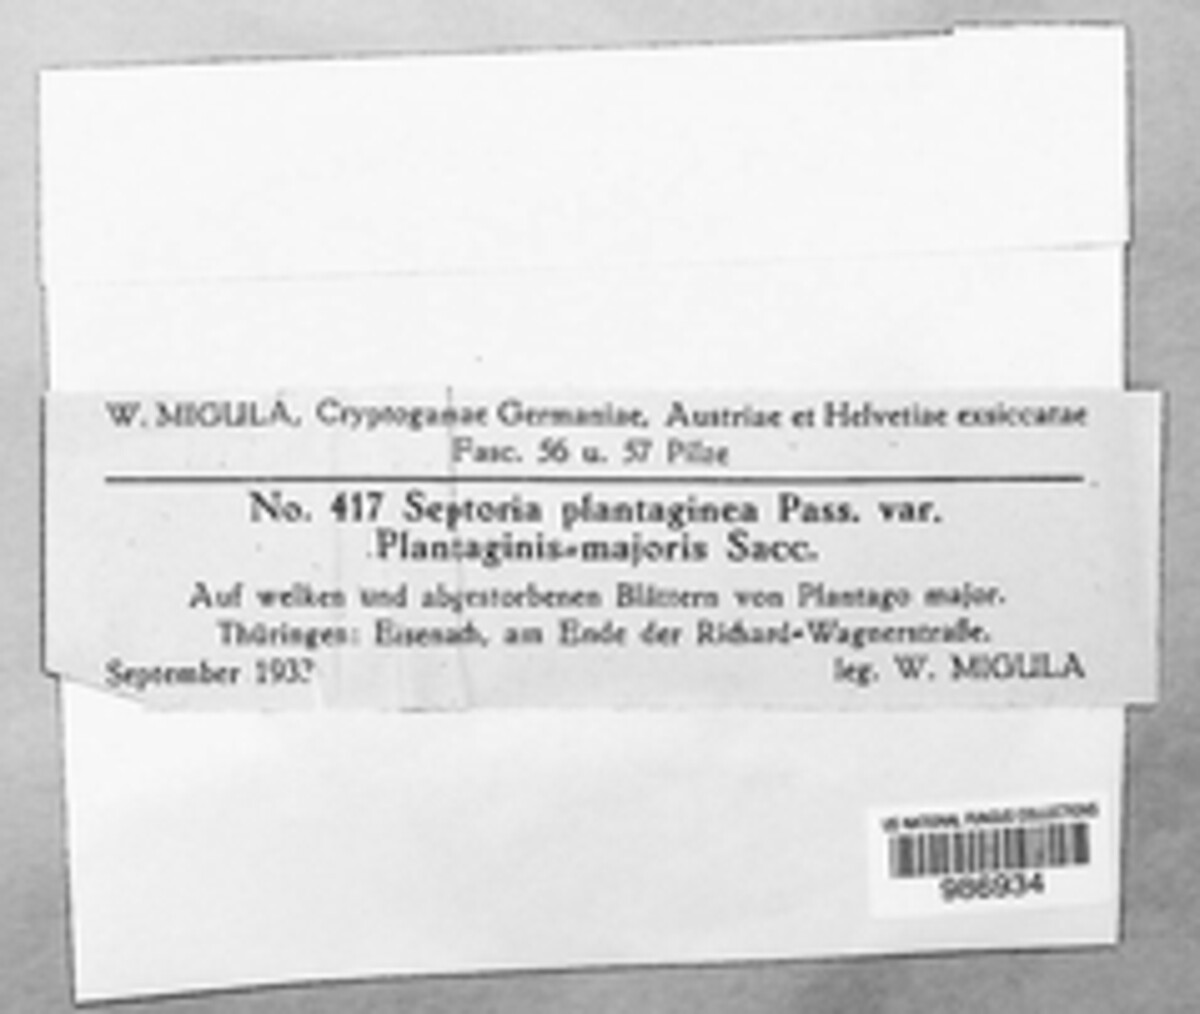 W. MIGULA, Cryptogamae Germaniae, Austriae et Helvetiae exsiccatae
Fasc. 56 u. 57 Pilze
No. 417 Septoria plantaginea Pass. var.
Plantaginis-majoris Sacc.
Auf welken und abgestorbenen Blättern von Plantago major.
Thüringen: Eisenach, am Ende der Richard-Wagnerstraße.
September leg. W. MIGULA
US NATIONAL FUNGUS COLLECTIONS
986934